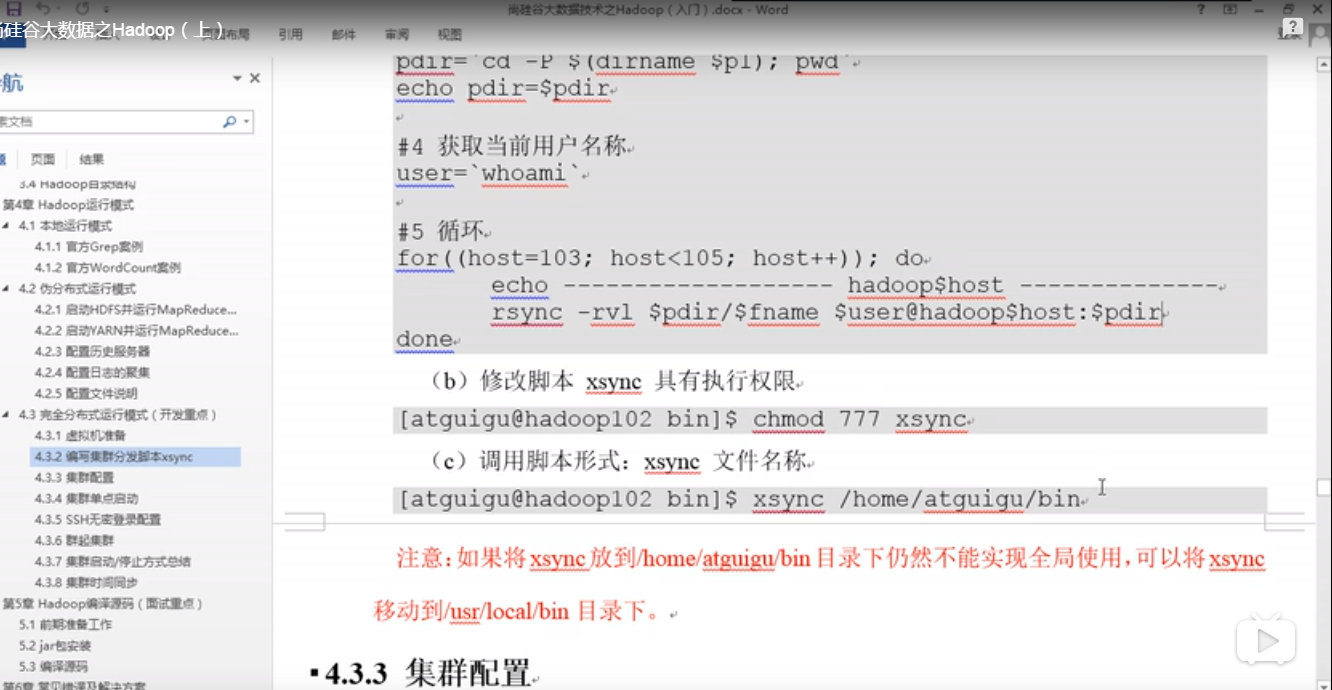 尚硅谷大数据技术之Hadoop（入门）.docx - Word
尚硅谷大数据之Hadoop（上）
页面布局 引用 邮件 审阅 视图
登录
导航
搜索文档
标题 页面 结果
3.4 Hadoop目录结构
第4章 Hadoop运行模式
4.1 本地运行模式
4.1.1 官方Grep案例
4.1.2 官方WordCount案例
4.2 伪分布式运行模式
4.2.1 启动HDFS并运行MapReduce...
4.2.2 启动YARN并运行MapReduce...
4.2.3 配置历史服务器
4.2.4 配置日志的聚集
4.2.5 配置文件说明
4.3 完全分布式运行模式（开发重点）
4.3.1 虚拟机准备
4.3.2 编写集群分发脚本xsync
4.3.3 集群配置
4.3.4 集群单点启动
4.3.5 SSH无密登录配置
4.3.6 群起集群
4.3.7 集群启动/停止方式总结
4.3.8 集群时间同步
第5章 Hadoop编译源码（面试重点）
5.1 前期准备工作
5.2 jar包安装
5.3 编译源码
第6章 常见错误及解决方案
pdir=`cd -P $(dirname $p1); pwd`
echo pdir=$pdir
#4 获取当前用户名称
user=`whoami`
#5 循环
for((host=103; host<105; host++)); do
echo ------------------- hadoop$host --------------
rsync -rvl $pdir/$fname $user@hadoop$host:$pdir
done
（b）修改脚本 xsync 具有执行权限
[atguigu@hadoop102 bin]$ chmod 777 xsync
（c）调用脚本形式：xsync 文件名称
[atguigu@hadoop102 bin]$ xsync /home/atguigu/bin
注意：如果将xsync放到/home/atguigu/bin目录下仍然不能实现全局使用，可以将xsync
移动到/usr/local/bin 目录下。
4.3.3 集群配置